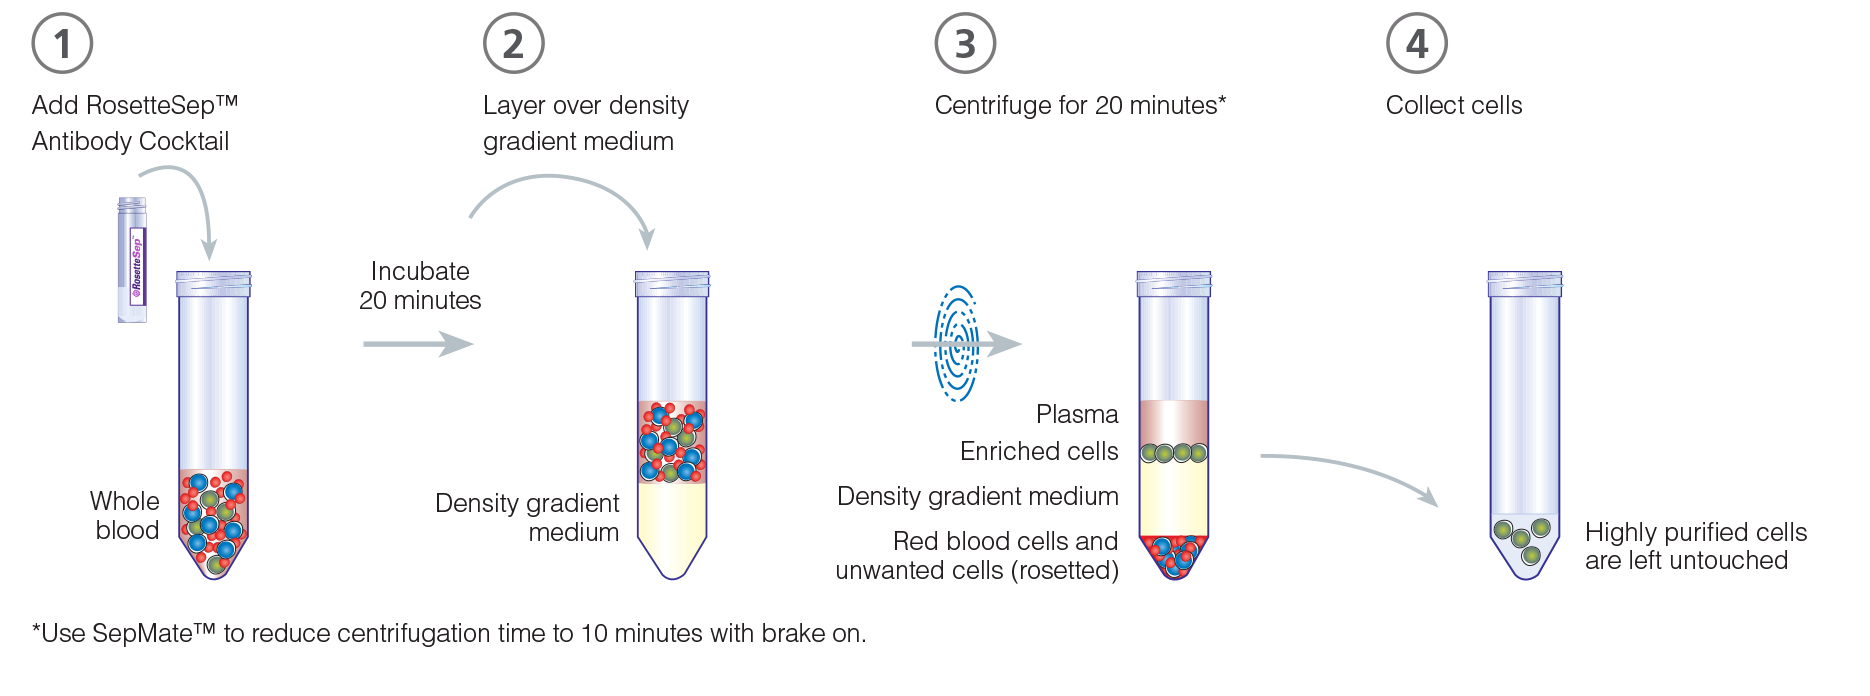 1
Add RosetteSep™
Antibody Cocktail
RosetteSep™
Whole
blood
Incubate
20 minutes
2
Layer over density
gradient medium
Density gradient
medium
3
Centrifuge for 20 minutes*
Plasma
Enriched cells
Density gradient medium
Red blood cells and
unwanted cells (rosetted)
4
Collect cells
Highly purified cells
are left untouched
*Use SepMate™ to reduce centrifugation time to 10 minutes with brake on.